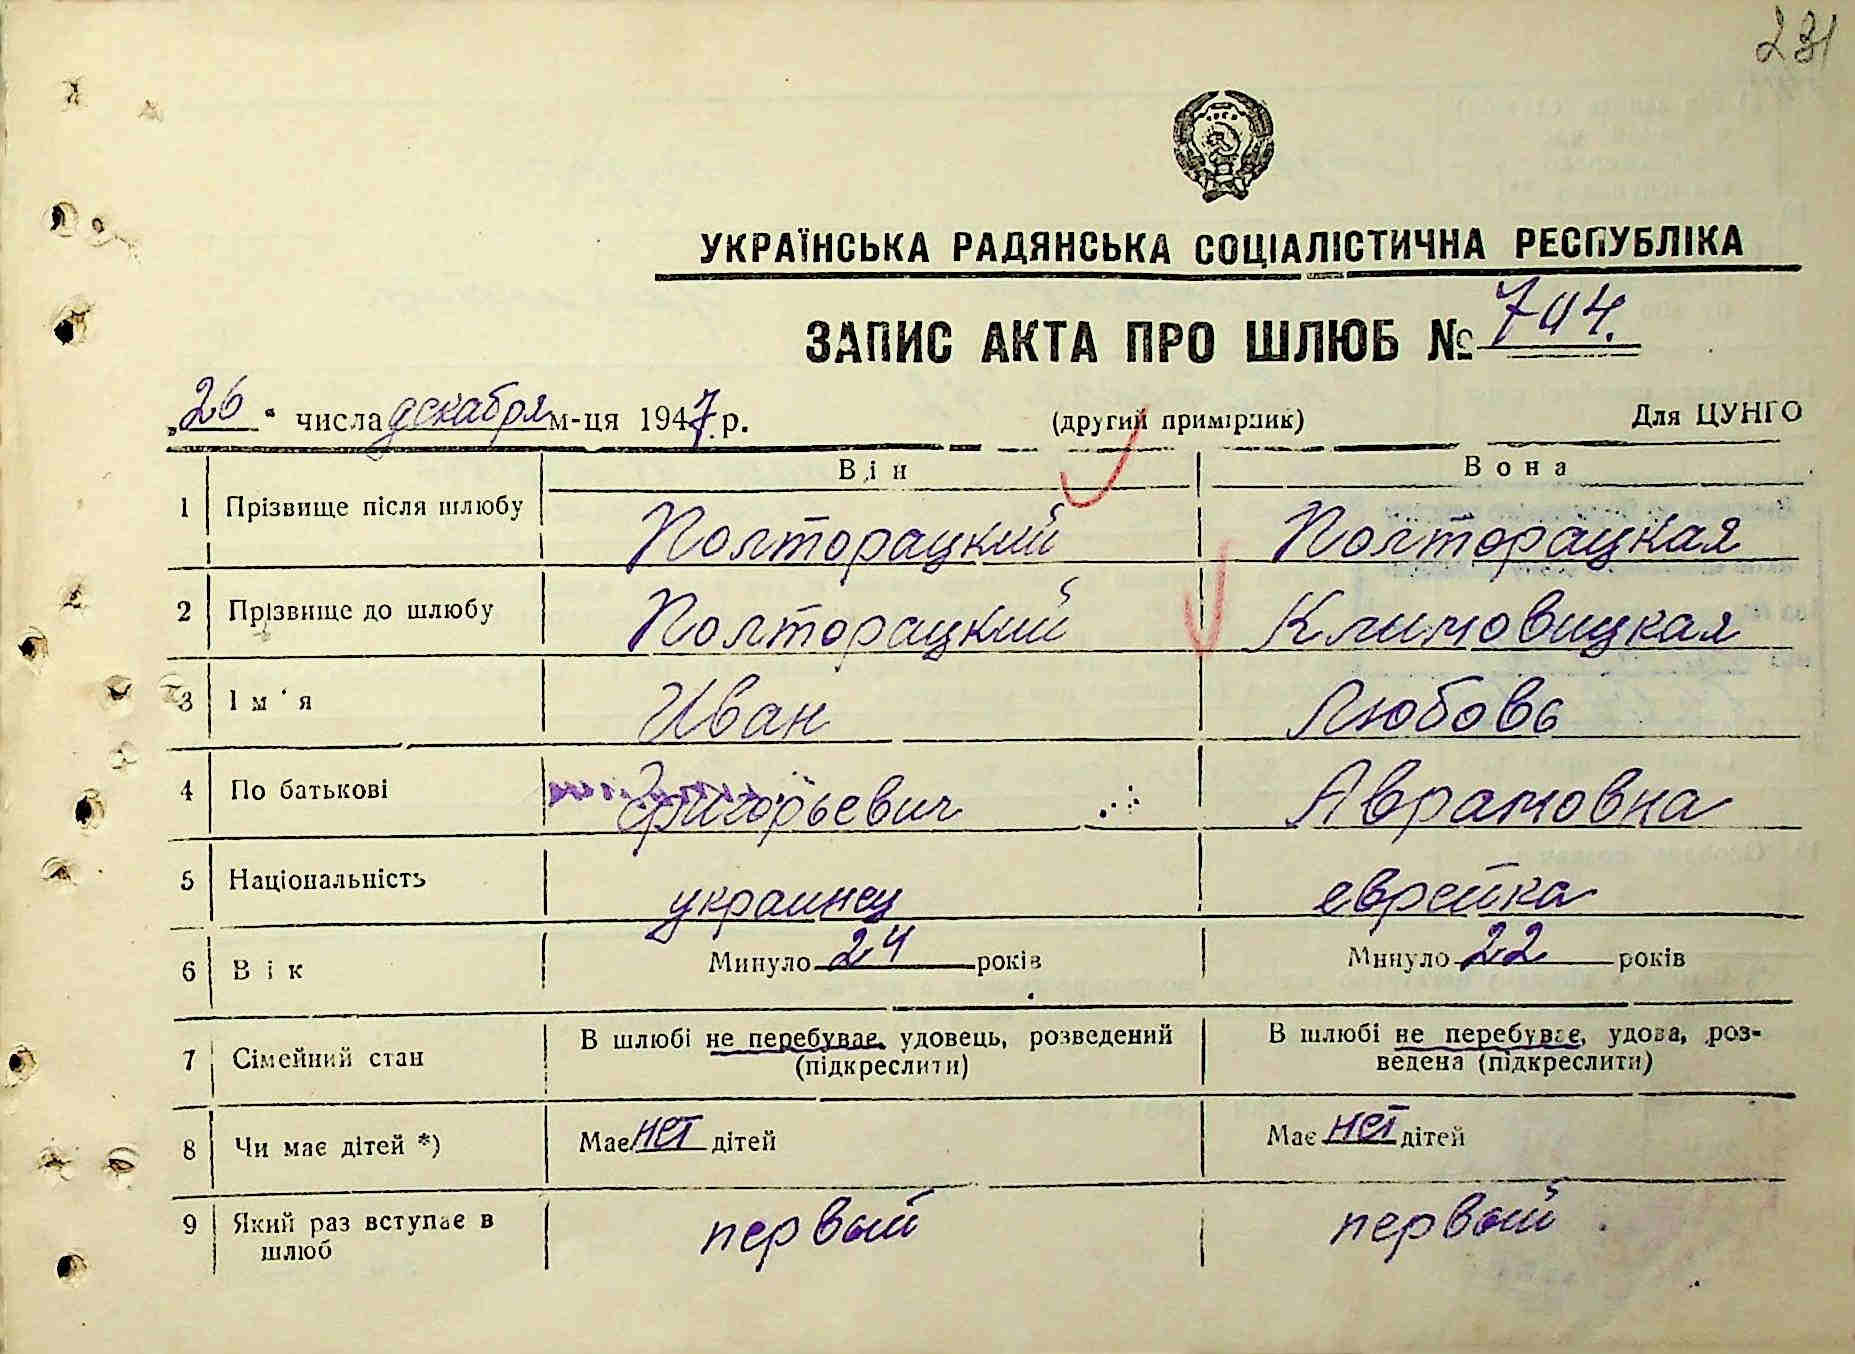 231
УКРАЇНСЬКА РАДЯНСЬКА СОЦІАЛІСТИЧНА РЕСПУБЛІКА
ЗАПИС АКТА ПРО ШЛЮБ № 704.
„26“ числа декабря м-ця 1947 р. (другий примірник) Для ЦУНГО
Він Вона
1 Прізвище після шлюбу Полторацкий Полторацкая
2 Прізвище до шлюбу Полторацкий Климовицкая
3 Ім'я Иван Любовь
4 По батькові Григорьевич Аврамовна
5 Національність украинец еврейка
6 Вік Минуло 24 років Минуло 22 років
7 Сімейний стан В шлюбі не перебуває, удовець, розведений (підкреслити) В шлюбі не перебуває, удова, роз-
ведена (підкреслити)
8 Чи має дітей *) Має нет дітей Має нет дітей
9 Який раз вступає в шлюб первый первый